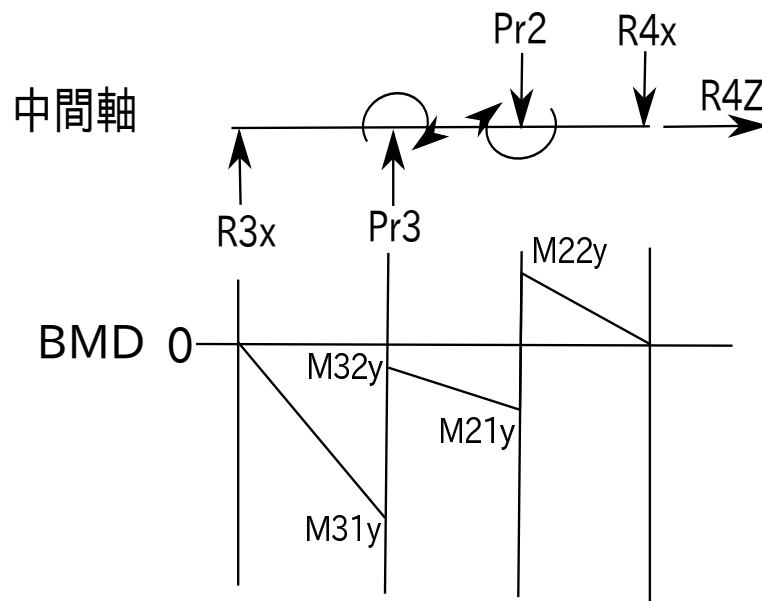 Pr2
R4x
中間軸
R4Z
R3x
Pr3
M22y
BMD 0
M32y
M21y
M31y